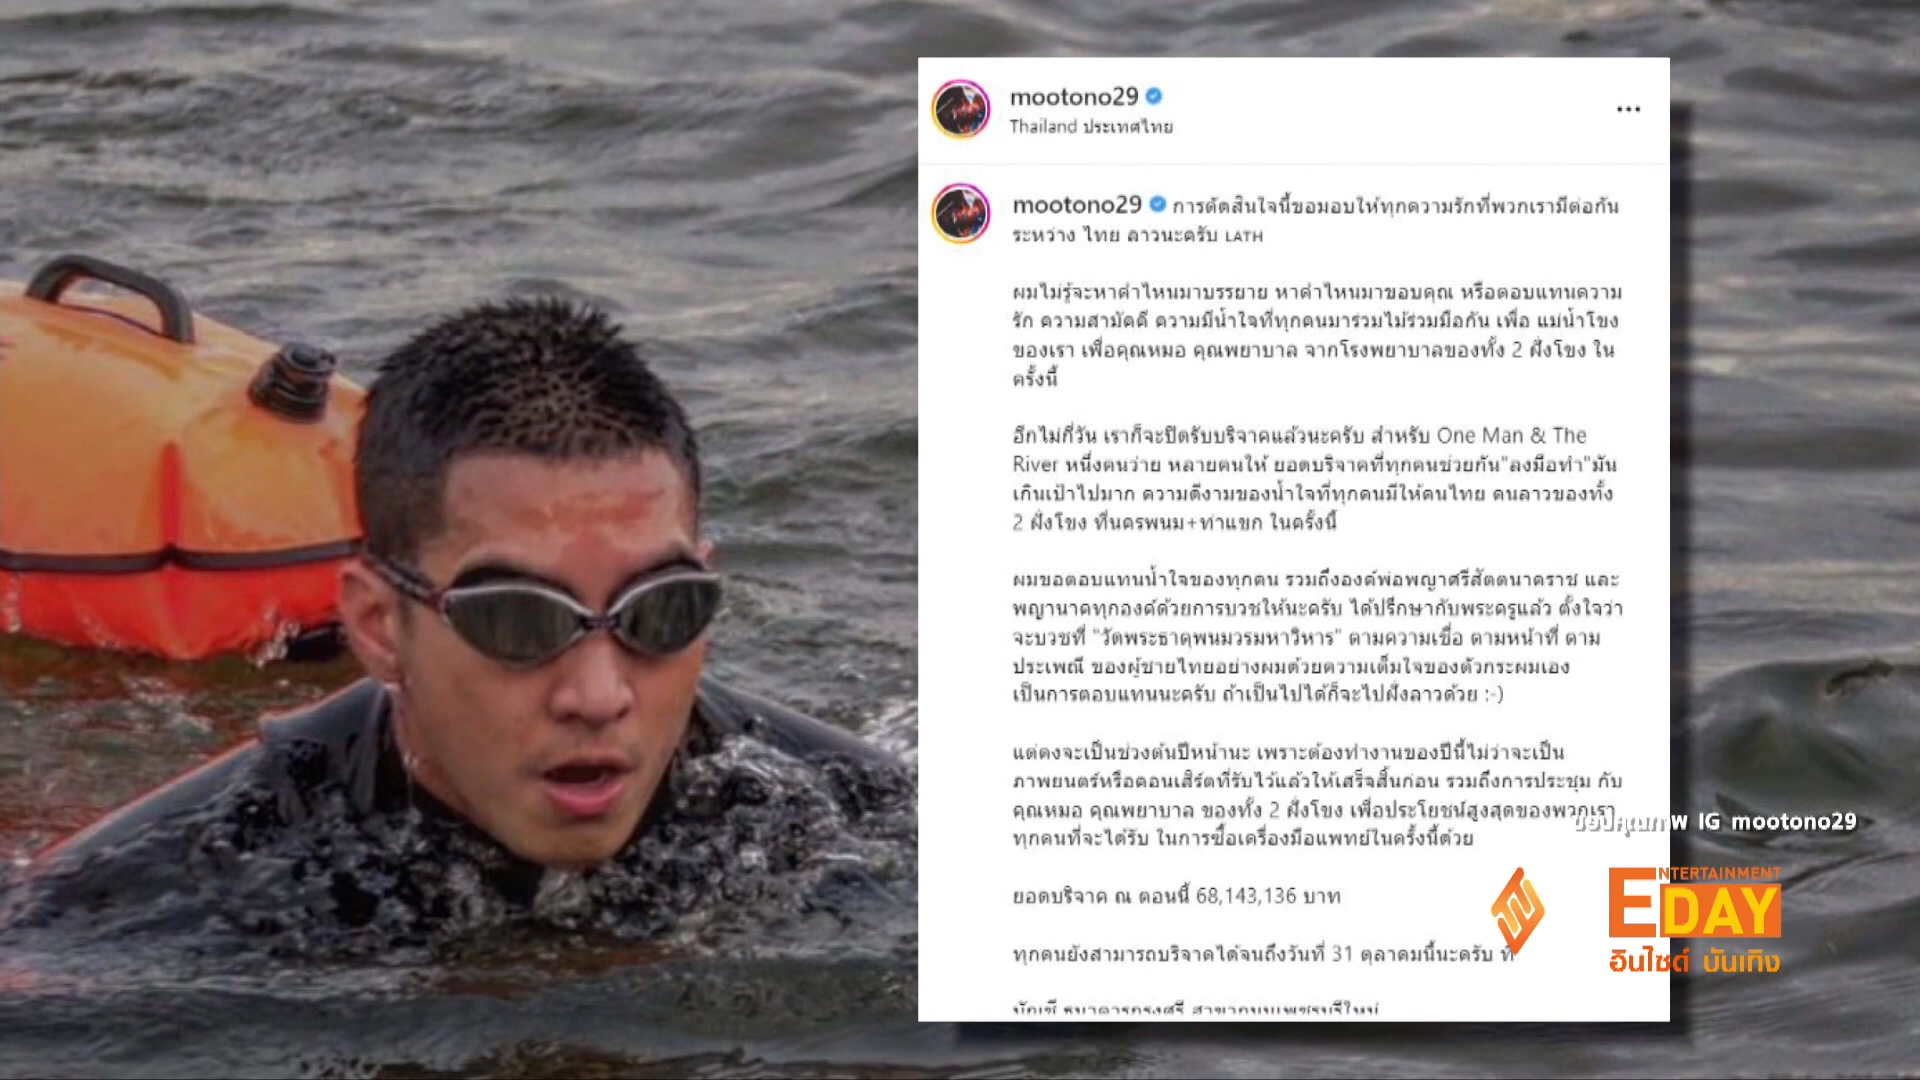 mootono29
Thailand ประเทศไทย
mootono29 การตัดสินใจนี้ขอมอบให้ทุกความรักที่พวกเรามีต่อกัน
ระหว่าง ไทย ลาวนะครับ LATH
ผมไม่รู้จะหาคำไหนมาบรรยาย หาคำไหนมาขอบคุณ หรือตอบแทนความ
รัก ความสามัคคี ความมีน้ำใจที่ทุกคนมาร่วมไม้ร่วมมือกัน เพื่อ แม่น้ำโขง
ของเรา เพื่อคุณหมอ คุณพยาบาล จากโรงพยาบาลของทั้ง 2 ฝั่งโขง ใน
ครั้งนี้
อีกไม่กี่วัน เราก็จะปิดรับบริจาคแล้วนะครับ สำหรับ One Man & The
River หนึ่งคนว่าย หลายคนให้ ยอดบริจาคที่ทุกคนช่วยกัน"ลงมือทำ"มัน
เกินเป้าไปมาก ความดีงามของน้ำใจที่ทุกคนมีให้คนไทย คนลาวของทั้ง
2 ฝั่งโขง ที่นครพนม+ท่าแขก ในครั้งนี้
ผมขอตอบแทนน้ำใจของทุกคน รวมถึงองค์พ่อพญาศรีสัตตนาคราช และ
พญานาคทุกองค์ด้วยการบวชให้นะครับ ได้ปรึกษากับพระครูแล้ว ตั้งใจว่า
จะบวชที่ "วัดพระธาตุพนมวรมหาวิหาร" ตามความเชื่อ ตามหน้าที่ ตาม
ประเพณี ของผู้ชายไทยอย่างผมด้วยความเต็มใจของตัวกระผมเอง
เป็นการตอบแทนนะครับ ถ้าเป็นไปได้ก็จะไปฝั่งลาวด้วย :-)
แต่คงจะเป็นช่วงต้นปีหน้านะ เพราะต้องทำงานของปีนี้ไม่ว่าจะเป็น
ภาพยนตร์หรือคอนเสิร์ตที่รับไว้แล้วให้เสร็จสิ้นก่อน รวมถึงการประชุม กับ
คุณหมอ คุณพยาบาล ของทั้ง 2 ฝั่งโขง เพื่อประโยชน์สูงสุดของพวกเรา
ทุกคนที่จะได้รับ ในการซื้อเครื่องมือแพทย์ในครั้งนี้ด้วย
ขอบคุณภาพ IG mootono29
ยอดบริจาค ณ ตอนนี้ 68,143,136 บาท
ทุกคนยังสามารถบริจาคได้จนถึงวันที่ 31 ตุลาคมนี้นะครับ ที่
บัญชี ธนาคารกรุงศรี สาขาถนนเพชรบุรีใหม่
ENTERTAINMENT
EDAY
อินไซด์ บันเทิง